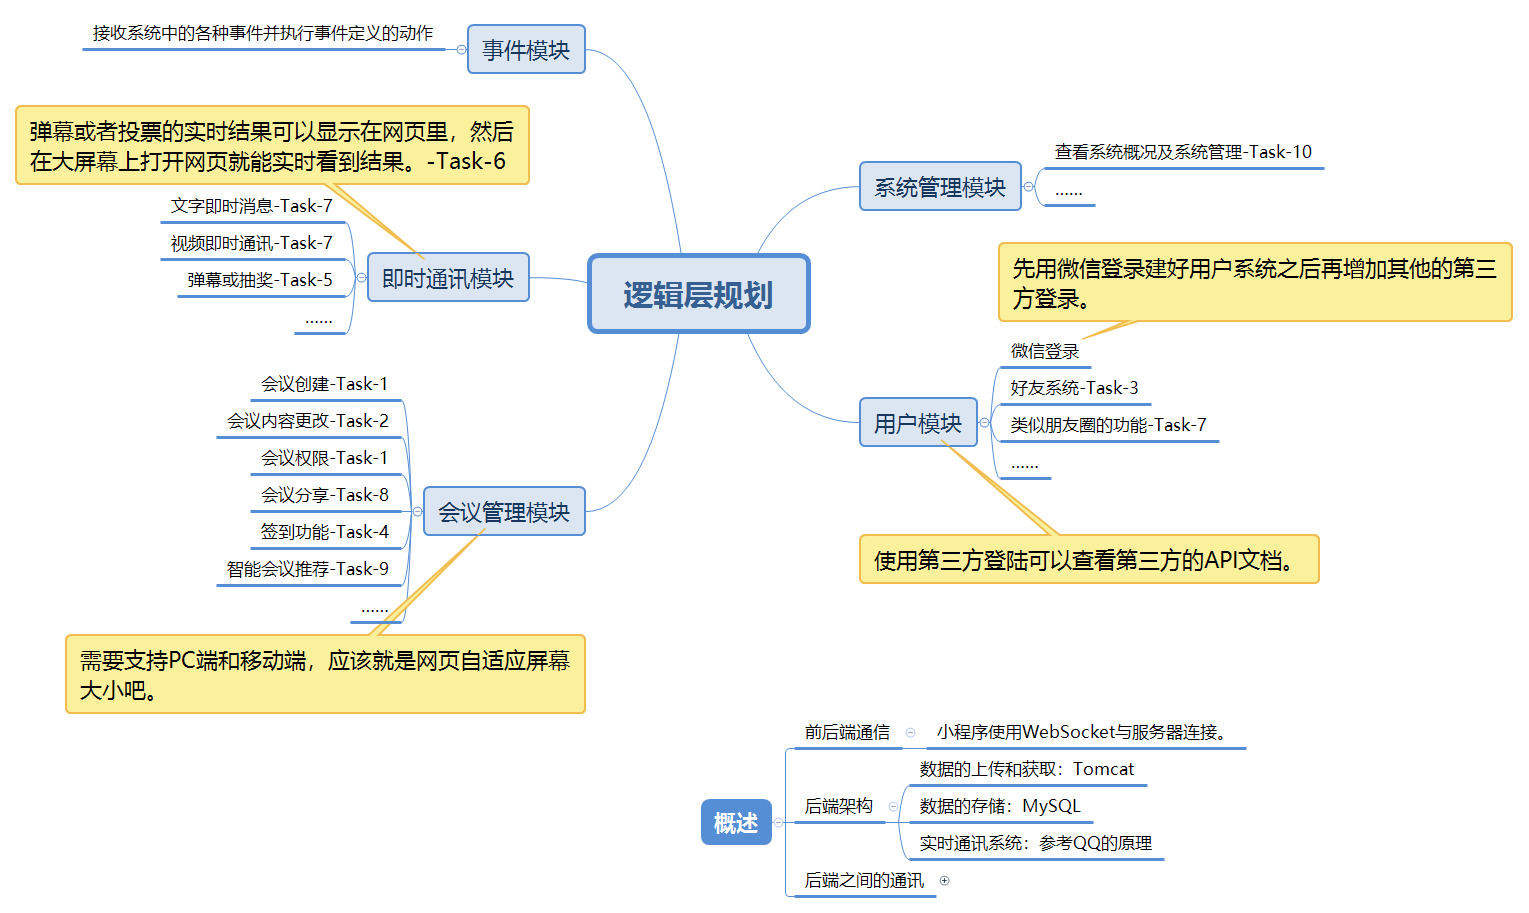 接收系统中的各种事件并执行事件定义的动作
事件模块
弹幕或者投票的实时结果可以显示在网页里，然后
在大屏幕上打开网页就能实时看到结果。-Task-6
文字即时消息-Task-7
视频即时通讯-Task-7
弹幕或抽奖-Task-5
......
即时通讯模块
会议创建-Task-1
会议内容更改-Task-2
会议权限-Task-1
会议分享-Task-8
签到功能-Task-4
智能会议推荐-Task-9
......
会议管理模块
需要支持PC端和移动端，应该就是网页自适应屏幕
大小吧。
逻辑层规划
系统管理模块
查看系统概况及系统管理-Task-10
......
先用微信登录建好用户系统之后再增加其他的第三
方登录。
用户模块
微信登录
好友系统-Task-3
类似朋友圈的功能-Task-7
......
使用第三方登陆可以查看第三方的API文档。
概述
前后端通信
小程序使用WebSocket与服务器连接。
后端架构
数据的上传和获取：Tomcat
数据的存储：MySQL
实时通讯系统：参考QQ的原理
后端之间的通讯